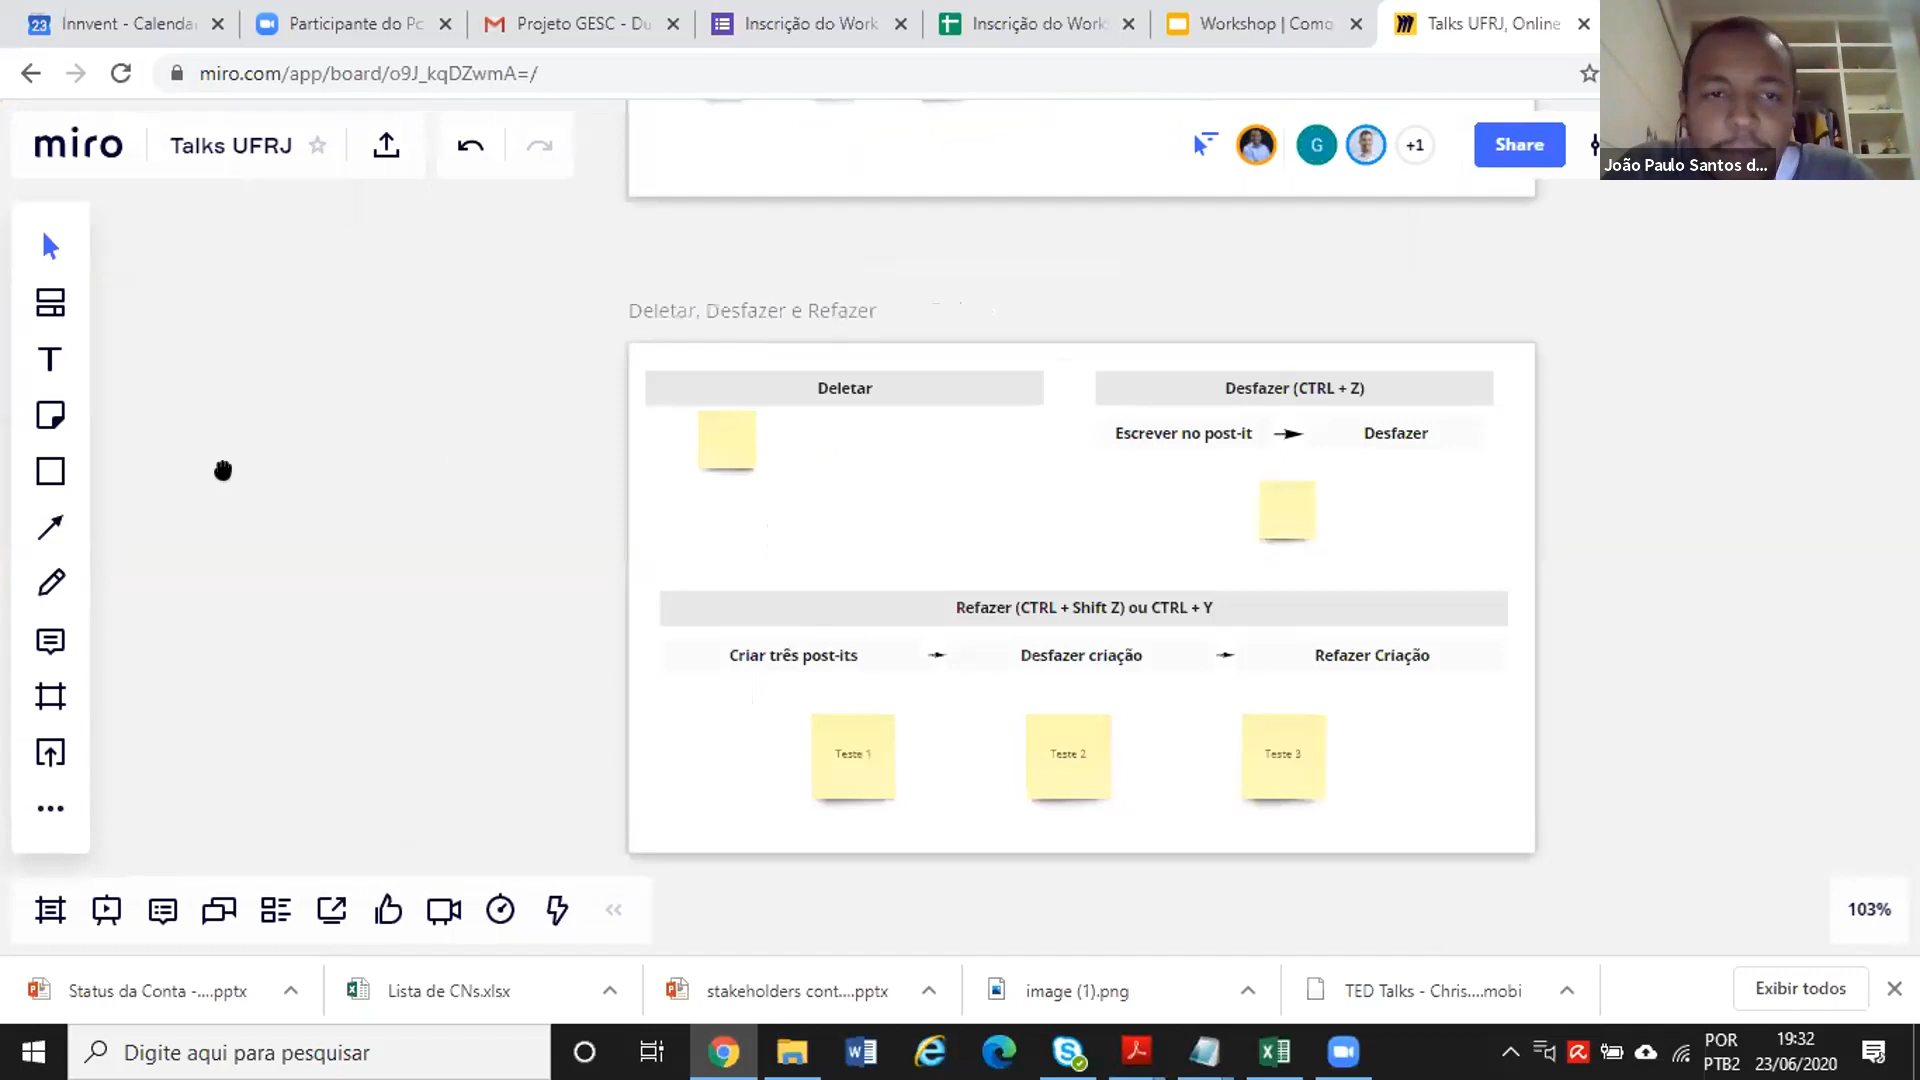 23 Innvent - Calenda
Participante do Po
Projeto GESC - Du
Inscrição do Work
Inscrição do Work
Workshop | Como
Talks UFRJ, Online
miro.com/app/board/o9J_kqDZwmA=/
miro
Talks UFRJ
G
+1
Share
João Paulo Santos d...
Deletar, Desfazer e Refazer
Deletar
Desfazer (CTRL + Z)
Escrever no post-it
Desfazer
Refazer (CTRL + Shift Z) ou CTRL + Y
Criar três post-its
Desfazer criação
Refazer Criação
Teste 1
Teste 2
Teste 3
103%
Status da Conta -....pptx
Lista de CNs.xlsx
stakeholders cont....pptx
image (1).png
TED Talks - Chris....mobi
Exibir todos
Digite aqui para pesquisar
POR
PTB2
19:32
23/06/2020